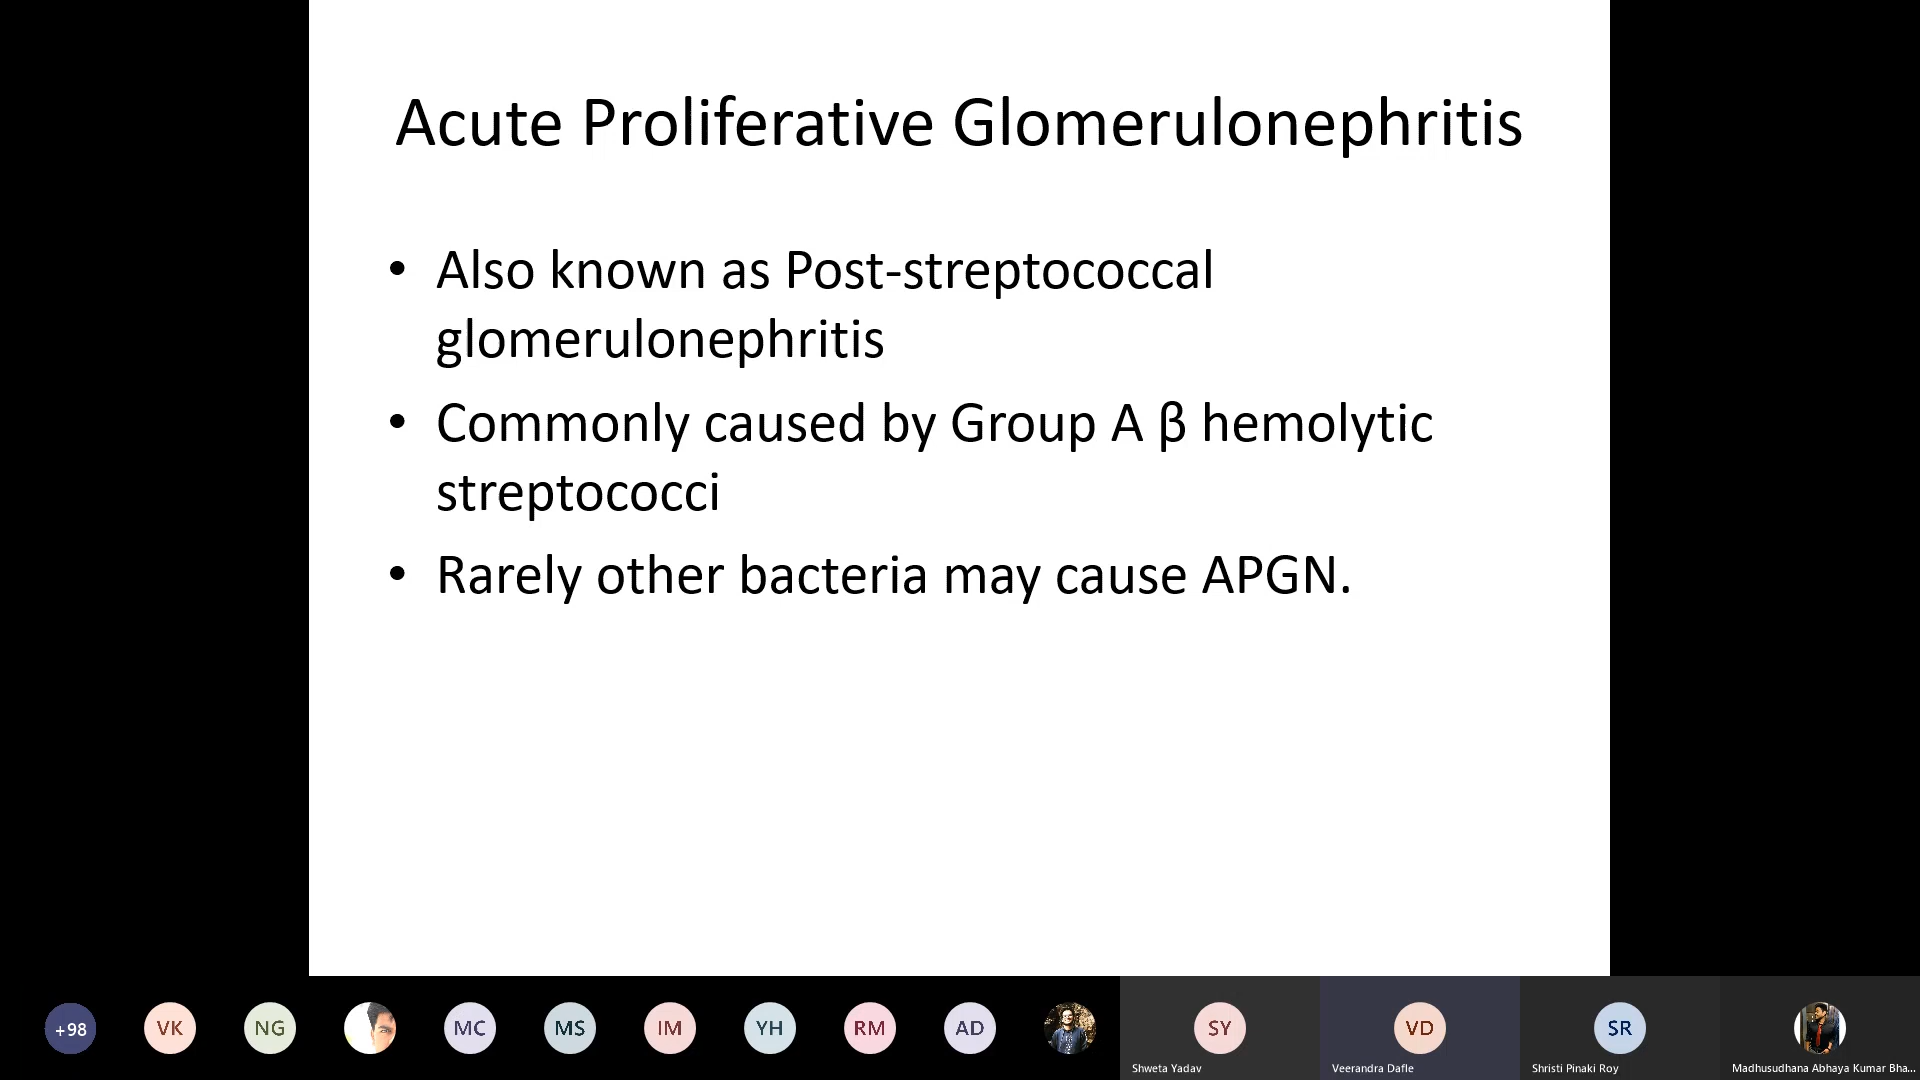 Acute Proliferative Glomerulonephritis
• Also known as Post-streptococcal
glomerulonephritis
• Commonly caused by Group A β hemolytic
streptococci
• Rarely other bacteria may cause APGN.
+98
VK
NG
MC
MS
IM
YH
RM
AD
SY
VD
SR
Shweta Yadav
Veerandra Dafle
Shristi Pinaki Roy
Madhusudhana Abhaya Kumar Bha...